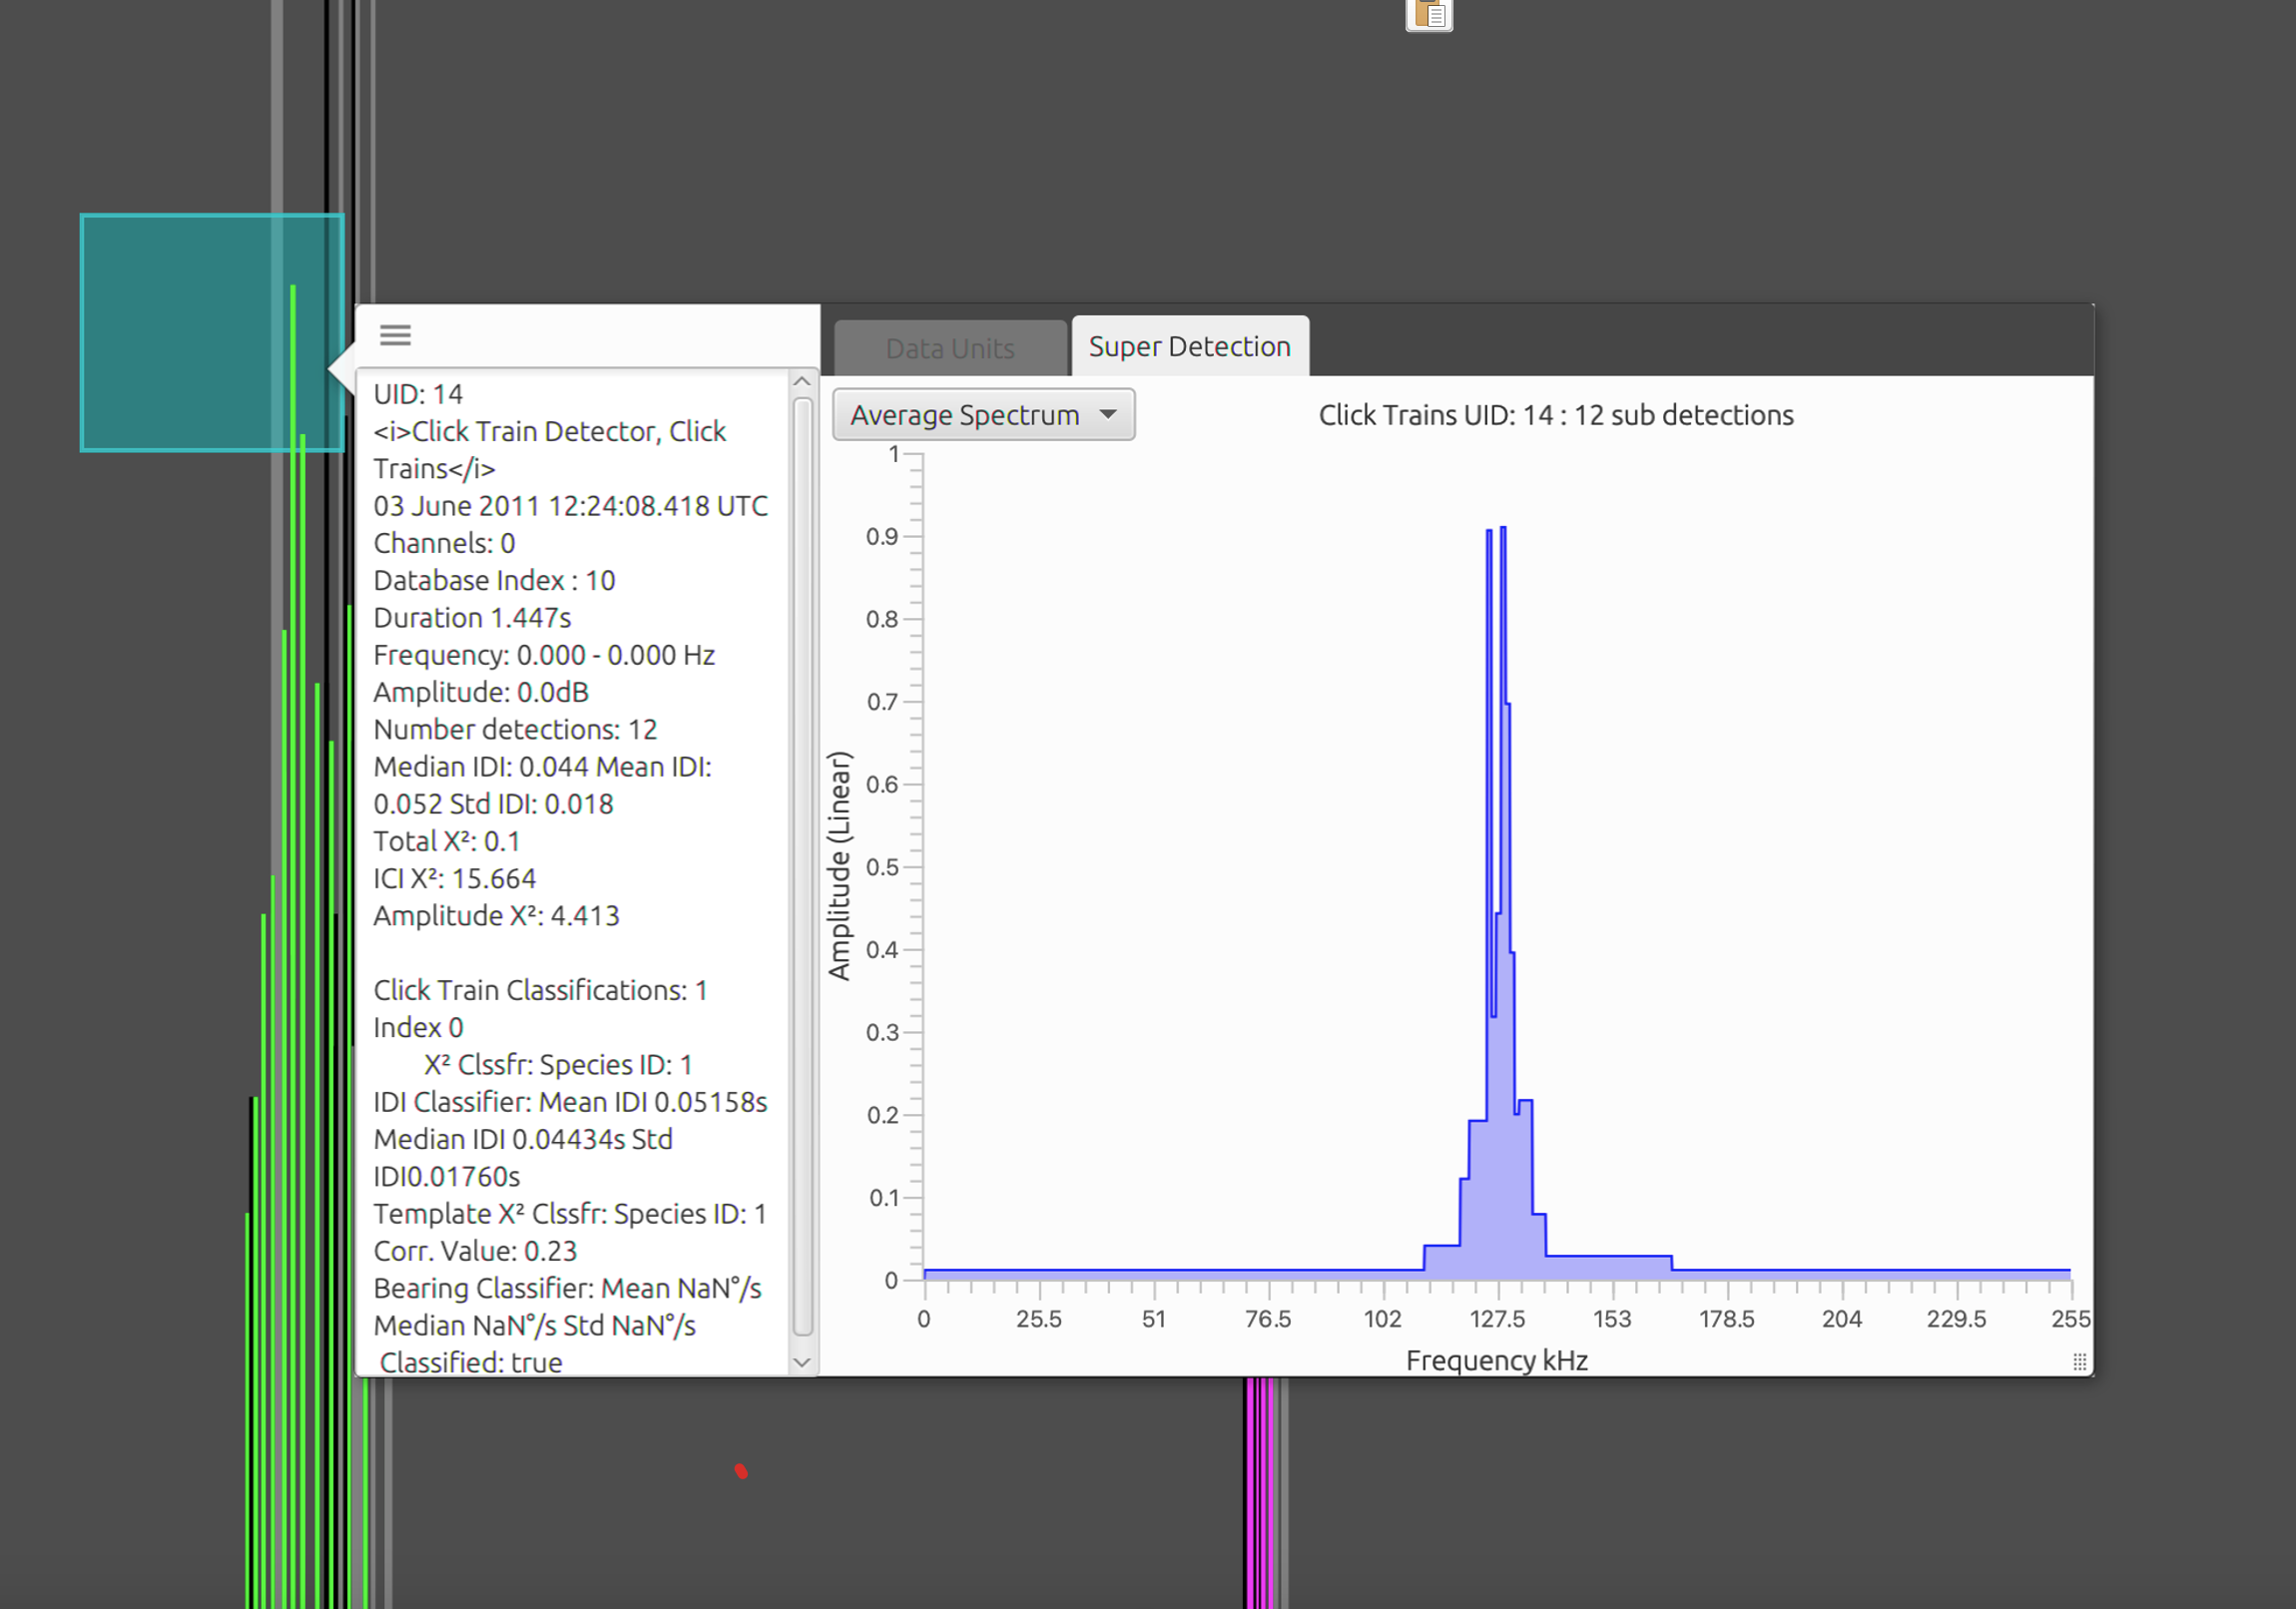 UID: 14
<i>Click Train Detector, Click
Trains</i>
03 June 2011 12:24:08.418 UTC
Channels: 0
Database Index : 10
Duration 1.447s
Frequency: 0.000 - 0.000 Hz
Amplitude: 0.0dB
Number detections: 12
Median IDI: 0.044 Mean IDI:
0.052 Std IDI: 0.018
Total X²: 0.1
ICI X²: 15.664
Amplitude X²: 4.413
Click Train Classifications: 1
Index 0
X² Clssfr: Species ID: 1
IDI Classifier: Mean IDI 0.05158s
Median IDI 0.04434s Std
IDI0.01760s
Template X² Clssfr: Species ID: 1
Corr. Value: 0.23
Bearing Classifier: Mean NaN°/s
Median NaN°/s Std NaN°/s
Classified: true
Data Units
Super Detection
Average Spectrum
Click Trains UID: 14 : 12 sub detections
Amplitude (Linear)
1
0.9
0.8
0.7
0.6
0.5
0.4
0.3
0.2
0.1
0
0 25.5 51 76.5 102 127.5 153 178.5 204 229.5 255
Frequency kHz